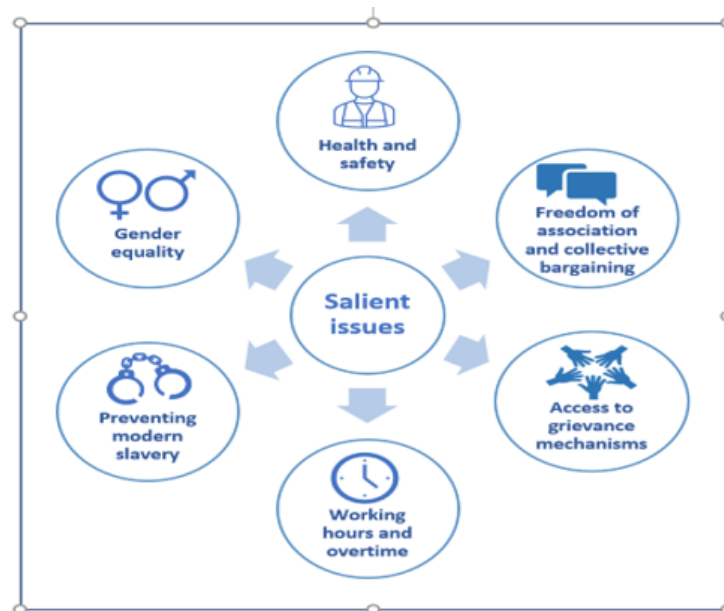 Health and
safety
Gender
equality
Freedom of
association
and collective
bargaining
Salient
issues
Preventing
modern
slavery
Access to
grievance
mechanisms
Working
hours and
overtime